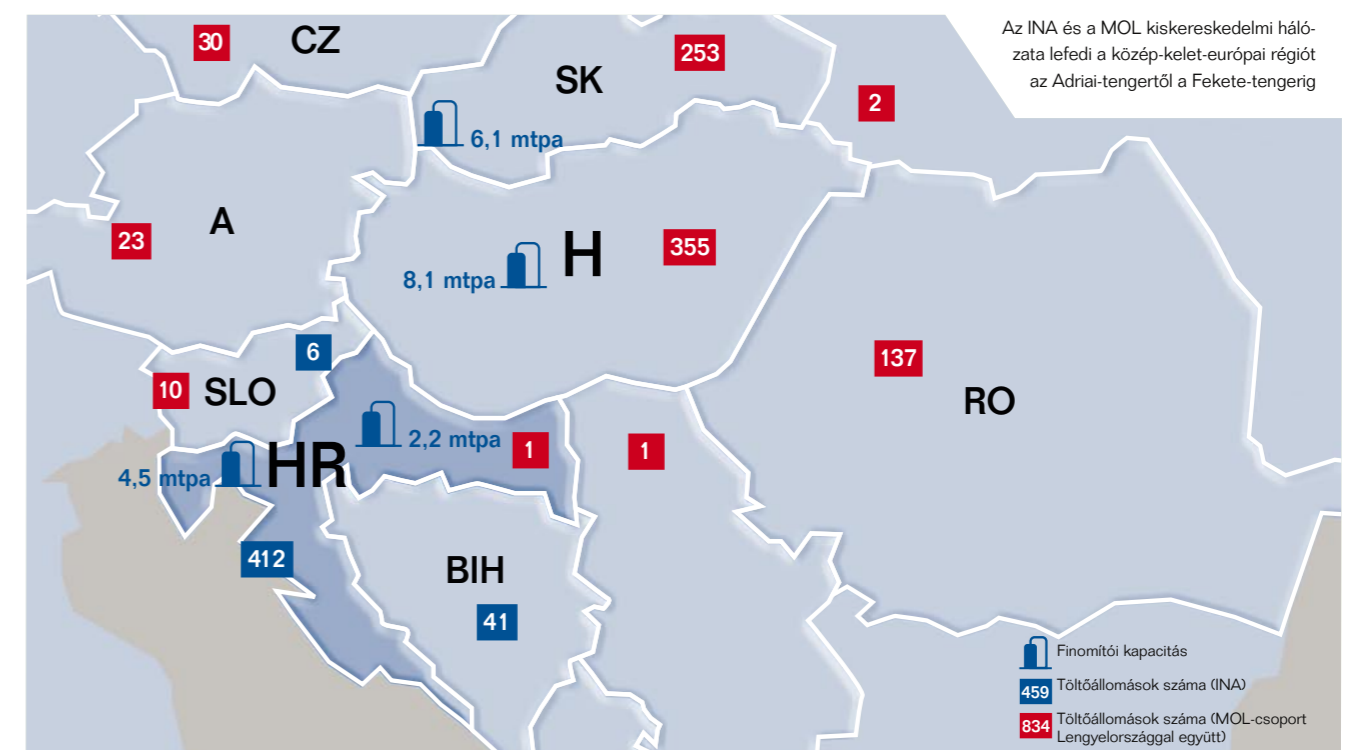 Az INA és a MOL kiskereskedelmi háló-
zata lefedi a közép-kelet-európai régiót
az Adriai-tengertől a Fekete-tengerig
30
CZ
253
SK
2
6,1 mtpa
A
23
H
355
8,1 mtpa
6
10
SLO
137
RO
2,2 mtpa
1
1
4,5 mtpa
HR
412
BIH
41
Finomítói kapacitás
459 Töltőállomások száma (INA)
834 Töltőállomások száma (MOL-csoport
Lengyelországgal együtt)